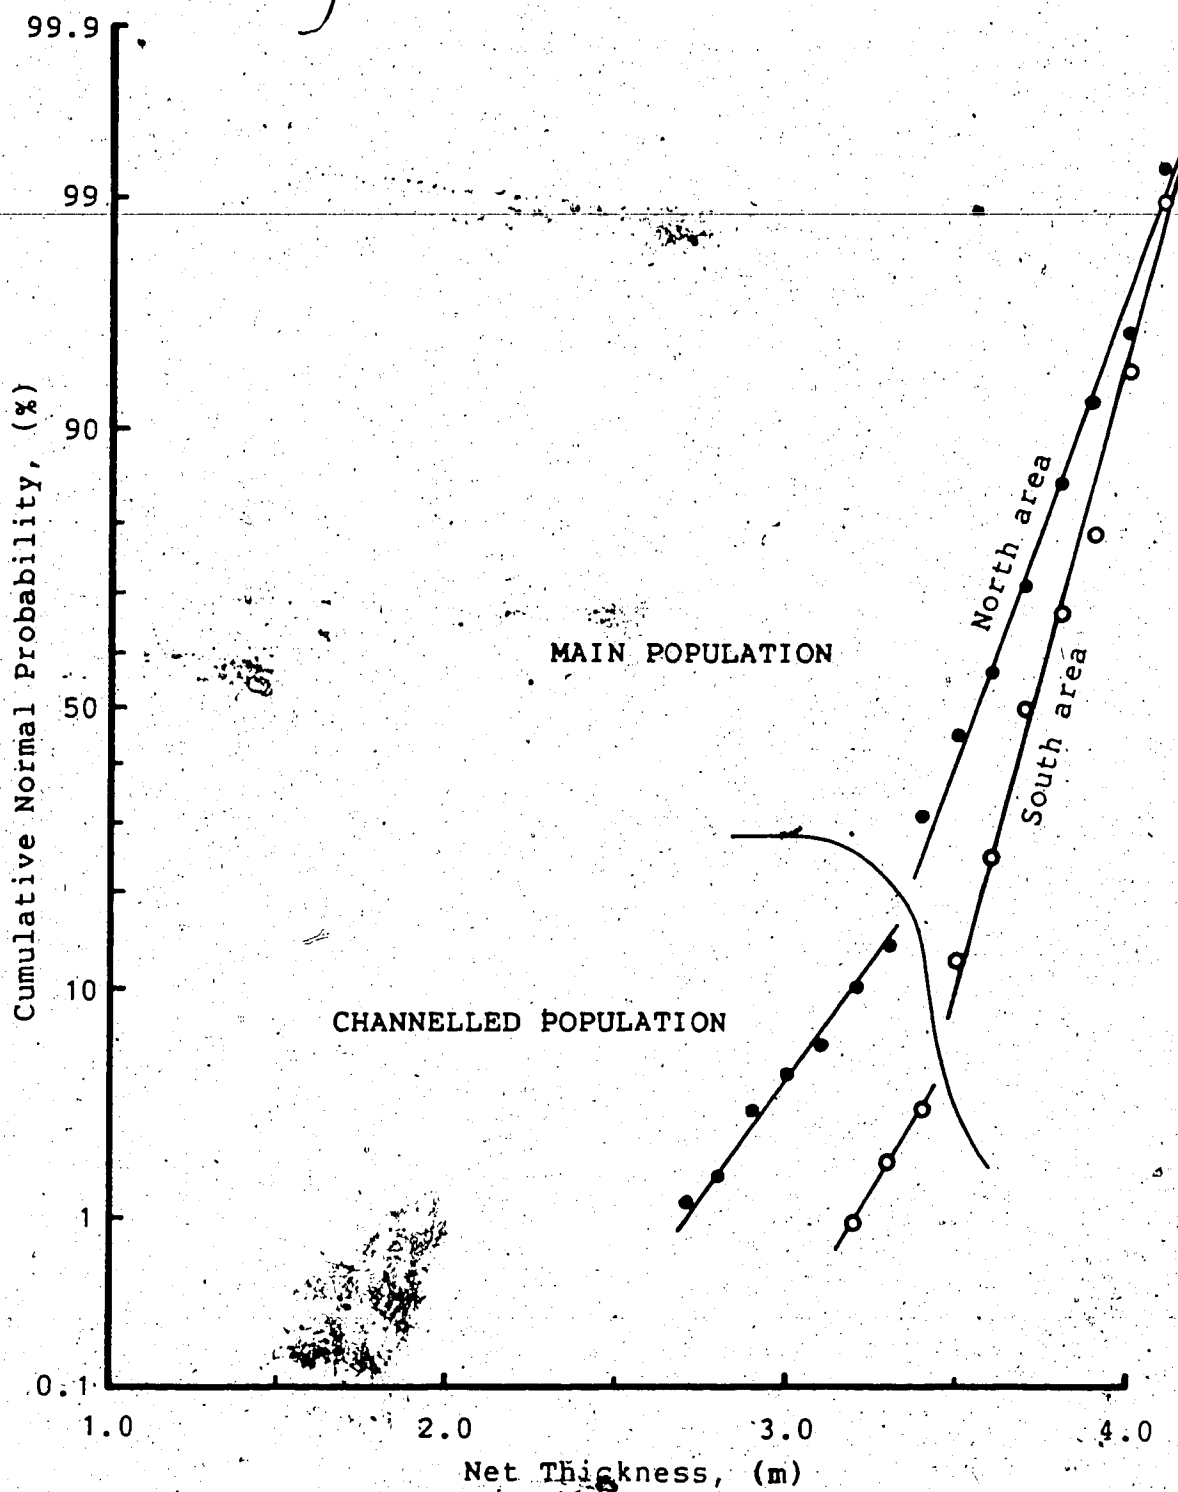 99.9
99
90
50
10
1
0.1
Cumulative Normal Probability, (%)
North area
MAIN POPULATION
South area
CHANNELLED POPULATION
1.0 2.0 3.0 4.0
Net Thickness, (m)